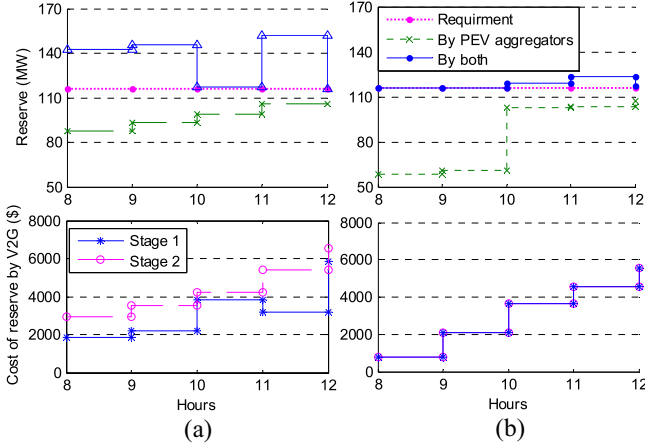 170
140
110
80
50
Reserve (MW)
8 9 10 11 12
170
140
110
80
50
Requirment
By PEV aggregators
By both
8 9 10 11 12
8000
6000
4000
2000
0
Cost of reserve by V2G ($)
Stage 1
Stage 2
8 9 10 11 12
Hours
(a)
8000
6000
4000
2000
0
8 9 10 11 12
Hours
(b)